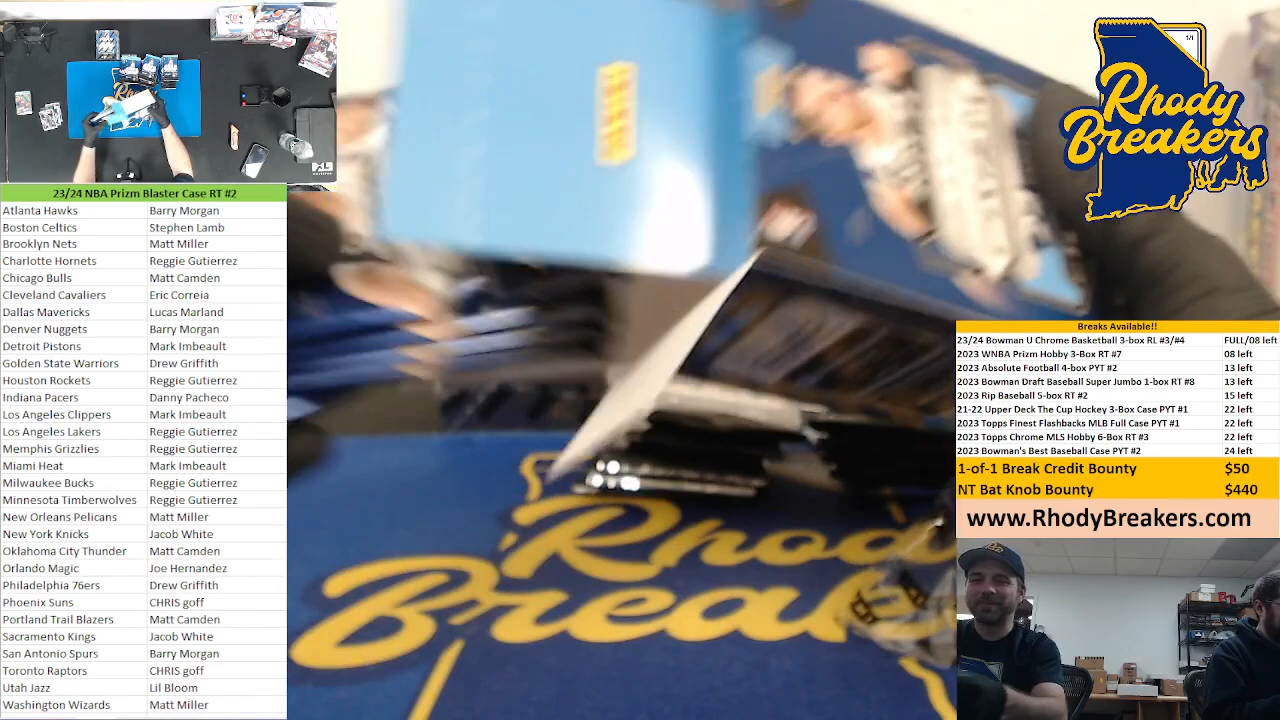 23/24 NBA Prizm Blaster Case RT #2
Atlanta Hawks Barry Morgan
Boston Celtics Stephen Lamb
Brooklyn Nets Matt Miller
Charlotte Hornets Reggie Gutierrez
Chicago Bulls Matt Camden
Cleveland Cavaliers Eric Correia
Dallas Mavericks Lucas Marland
Denver Nuggets Barry Morgan
Detroit Pistons Mark Imbeault
Golden State Warriors Drew Griffith
Houston Rockets Reggie Gutierrez
Indiana Pacers Danny Pacheco
Los Angeles Clippers Mark Imbeault
Los Angeles Lakers Reggie Gutierrez
Memphis Grizzlies Reggie Gutierrez
Miami Heat Mark Imbeault
Milwaukee Bucks Reggie Gutierrez
Minnesota Timberwolves Reggie Gutierrez
New Orleans Pelicans Matt Miller
New York Knicks Jacob White
Oklahoma City Thunder Matt Camden
Orlando Magic Joe Hernandez
Philadelphia 76ers Drew Griffith
Phoenix Suns CHRIS goff
Portland Trail Blazers Matt Camden
Sacramento Kings Jacob White
San Antonio Spurs Barry Morgan
Toronto Raptors CHRIS goff
Utah Jazz Lil Bloom
Washington Wizards Matt Miller
Rhod
Break
1/1
Rhody
Breakers
Breaks Available!!
23/24 Bowman U Chrome Basketball 3-box RL #3/#4 FULL/08 left
2023 WNBA Prizm Hobby 3-Box RT #7 08 left
2023 Absolute Football 4-box PYT #2 13 left
2023 Bowman Draft Baseball Super Jumbo 1-box RT #8 13 left
2023 Rip Baseball 5-box RT #2 15 left
21-22 Upper Deck The Cup Hockey 3-Box Case PYT #1 22 left
2023 Topps Finest Flashbacks MLB Full Case PYT #1 22 left
2023 Topps Chrome MLS Hobby 6-Box RT #3 22 left
2023 Bowman's Best Baseball Case PYT #2 24 left
1-of-1 Break Credit Bounty $50
NT Bat Knob Bounty $440
www.RhodyBreakers.com